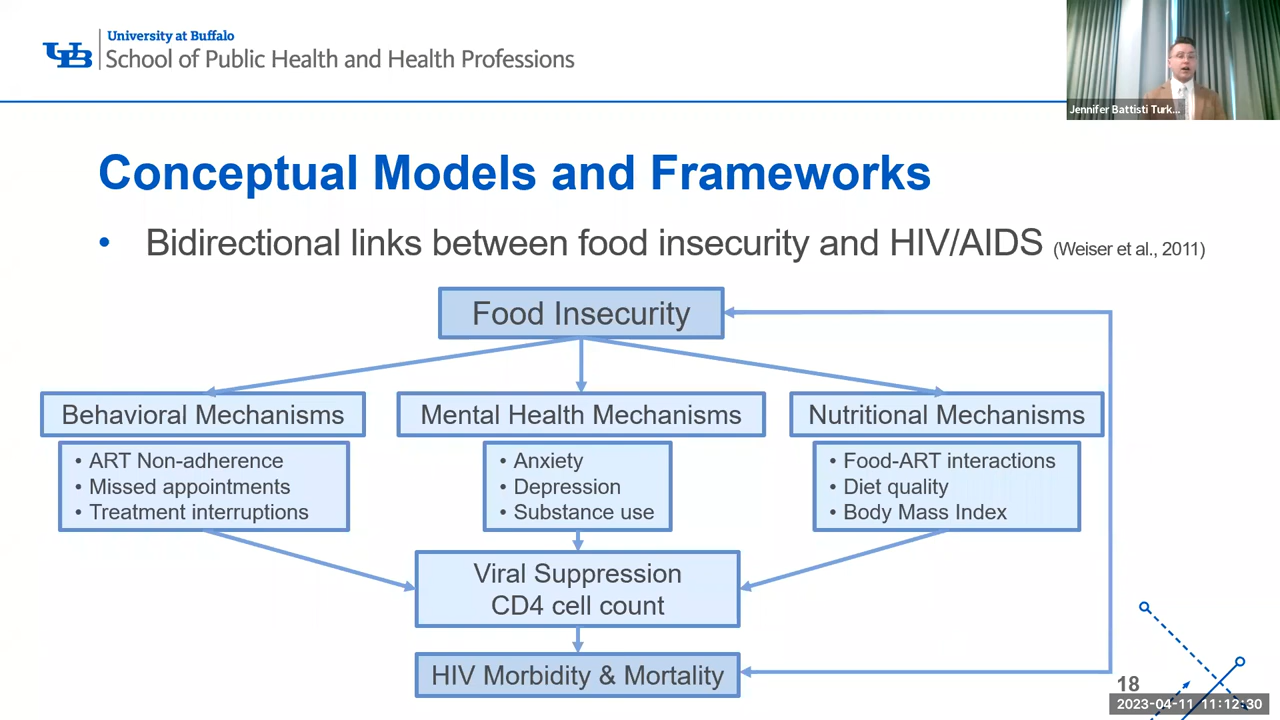 University at Buffalo
UB
School of Public Health and Health Professions
Jennifer Battisti Turk...
Conceptual Models and Frameworks
• Bidirectional links between food insecurity and HIV/AIDS (Weiser et al., 2011)
Food Insecurity
Behavioral Mechanisms
• ART Non-adherence
• Missed appointments
• Treatment interruptions
Mental Health Mechanisms
• Anxiety
• Depression
• Substance use
Nutritional Mechanisms
• Food-ART interactions
• Diet quality
• Body Mass Index
Viral Suppression
CD4 cell count
HIV Morbidity & Mortality
18
2023-04-11 11:12:30